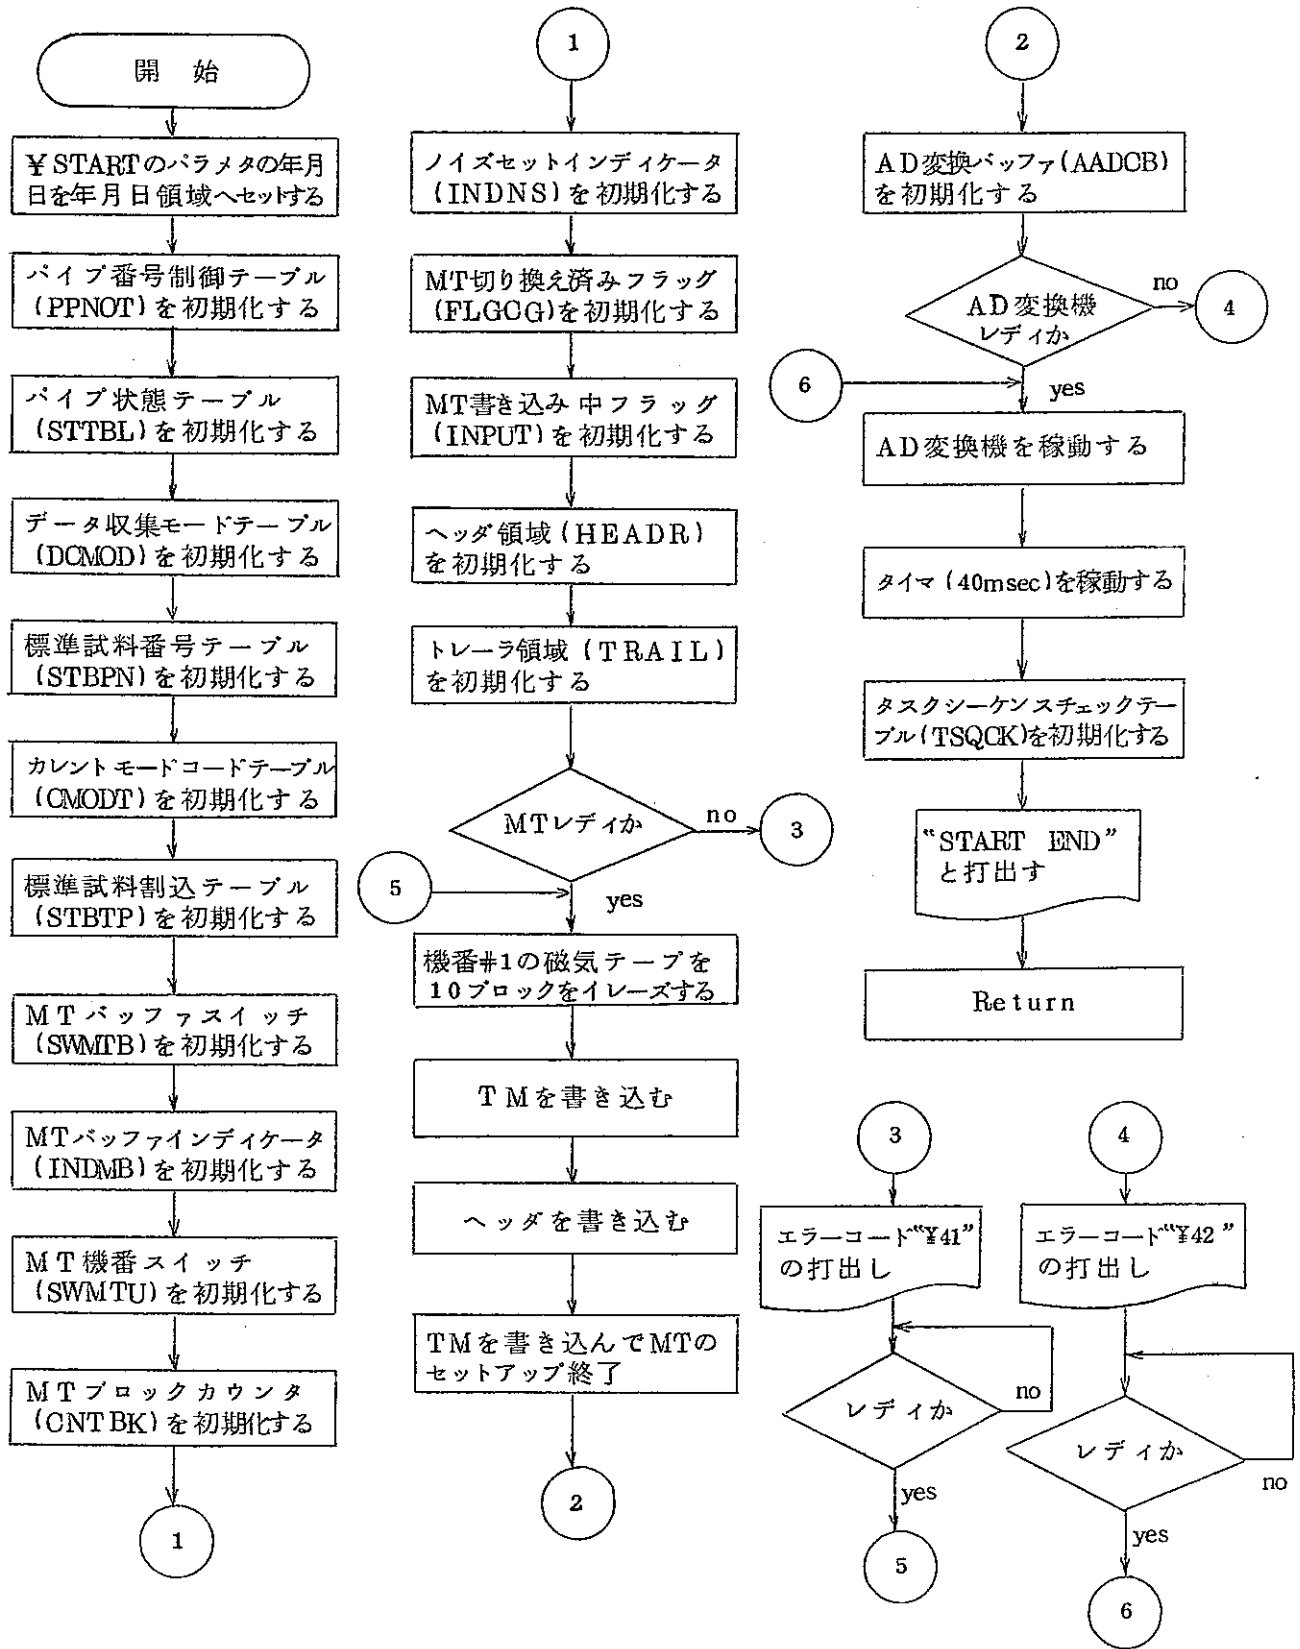 開 始
¥STARTのパラメタの年月
日を年月日領域へセットする
パイプ番号制御テーブル
(PPNOT)を初期化する
パイプ状態テーブル
(STTBL)を初期化する
データ収集モードテーブル
(DCMOD)を初期化する
標準試料番号テーブル
(STBPN)を初期化する
カレントモードコードテーブル
(CMODT)を初期化する
標準試料割込テーブル
(STBTP)を初期化する
MTバッファスイッチ
(SWMTB)を初期化する
MTバッファインディケータ
(INDMB)を初期化する
MT機番スイッチ
(SWMTU)を初期化する
MTブロックカウンタ
(CNTBK)を初期化する
1
1
ノイズセットインディケータ
(INDNS)を初期化する
MT切り換え済みフラッグ
(FLGCG)を初期化する
MT書き込み中フラッグ
(INPUT)を初期化する
ヘッダ領域(HEADR)
を初期化する
トレーラ領域(TRAIL)
を初期化する
MTレディか
no
3
5
yes
機番#1の磁気テープを
10ブロックをイレーズする
TMを書き込む
ヘッダを書き込む
TMを書き込んでMTの
セットアップ終了
2
2
AD変換バッファ(AADCB)
を初期化する
AD変換機
レディか
no
4
6
yes
AD変換機を稼動する
タイマ(40msec)を稼動する
タスクシーケンスチェックテー
ブル(TSQCK)を初期化する
“START END”
と打出す
Return
3
エラーコード“¥41”
の打出し
レディか
no
yes
5
4
エラーコード“¥42”
の打出し
レディか
no
yes
6